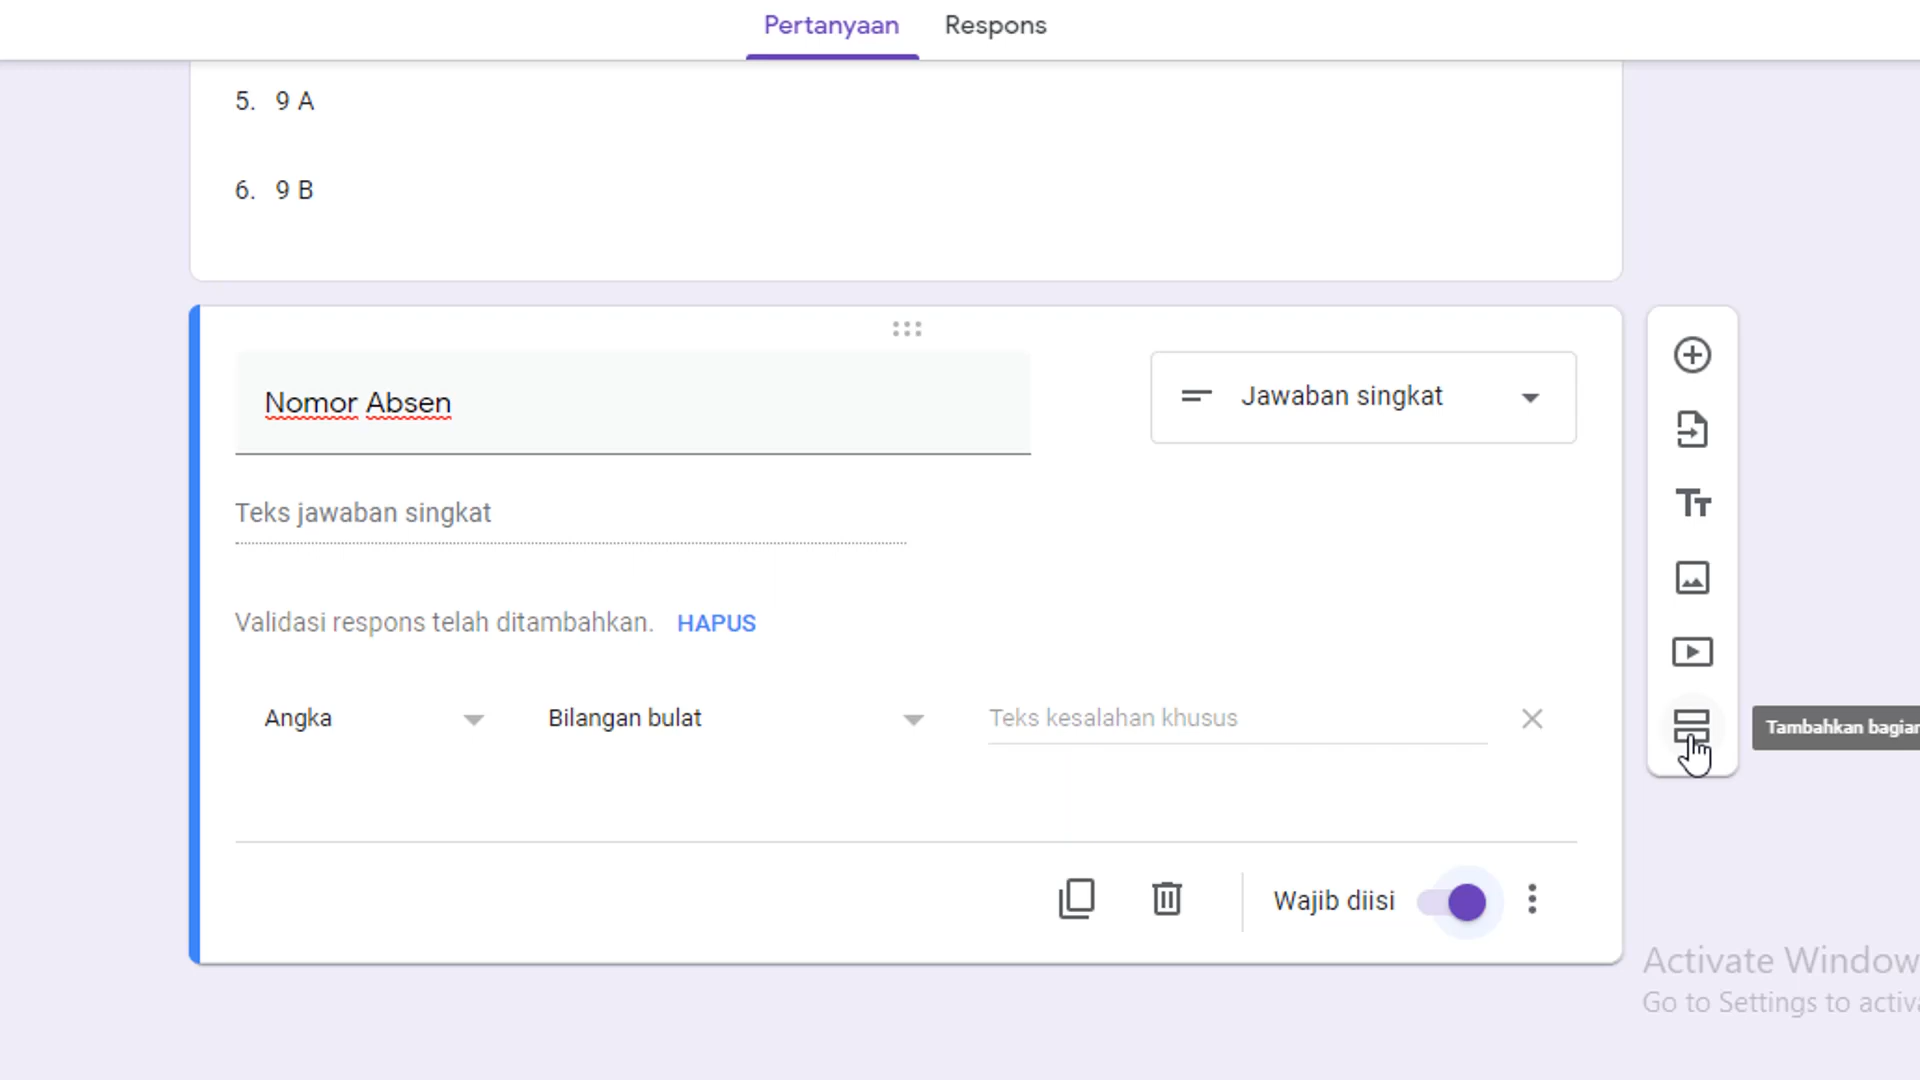 Pertanyaan Respons
5. 9 A
6. 9 B
Nomor Absen
Jawaban singkat
Teks jawaban singkat
Validasi respons telah ditambahkan. HAPUS
Angka Bilangan bulat Teks kesalahan khusus
Tambahkan bagian
Wajib diisi
Activate Window
Go to Settings to activa